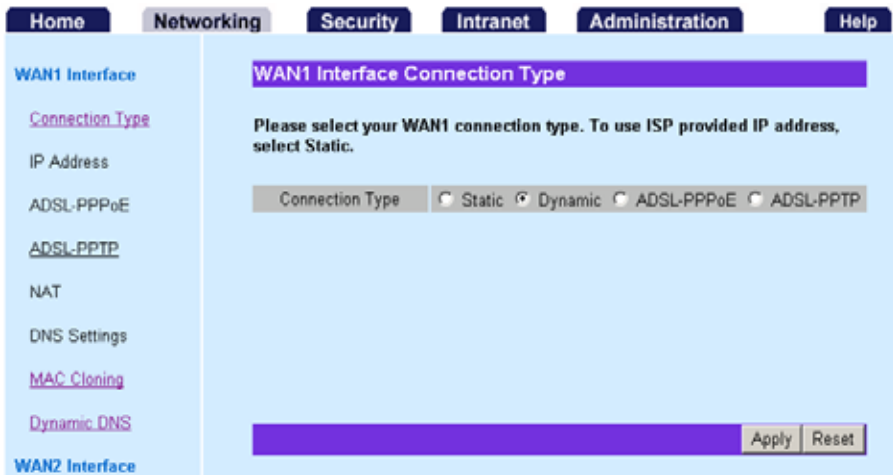 Home Networking Security Intranet Administration Help
WAN1 Interface
Connection Type
IP Address
ADSL-PPPoE
ADSL-PPTP
NAT
DNS Settings
MAC Cloning
Dynamic DNS
WAN2 Interface
WAN1 Interface Connection Type
Please select your WAN1 connection type. To use ISP provided IP address,
select Static.
Connection Type Static Dynamic ADSL-PPPoE ADSL-PPTP
Apply Reset